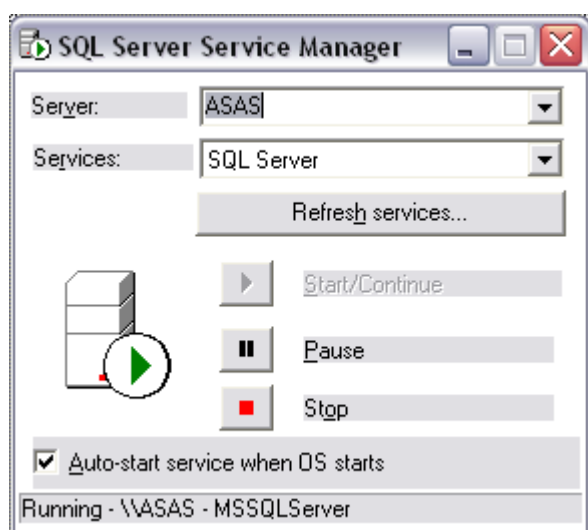 SQL Server Service Manager
Server: ASAS
Services: SQL Server
Refresh services...
Start/Continue
Pause
Stop
Auto-start service when OS starts
Running - \\ASAS - MSSQLServer